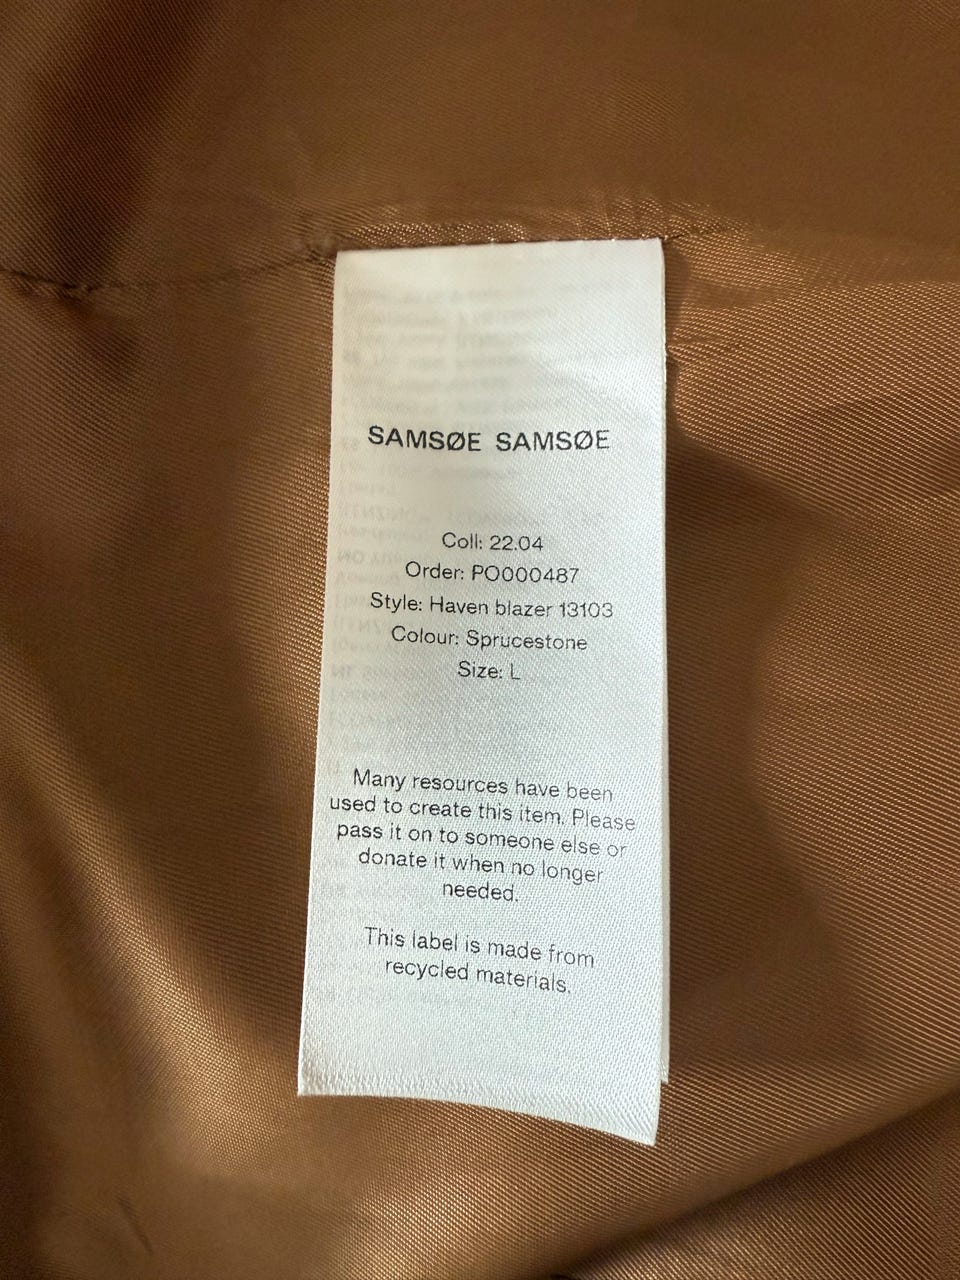 SAMSØE SAMSØE
Coll: 22.04
Order: PO000487
Style: Haven blazer 13103
Colour: Sprucestone
Size: L
Many resources have been
used to create this item. Please
pass it on to someone else or
donate it when no longer
needed.
This label is made from
recycled materials.